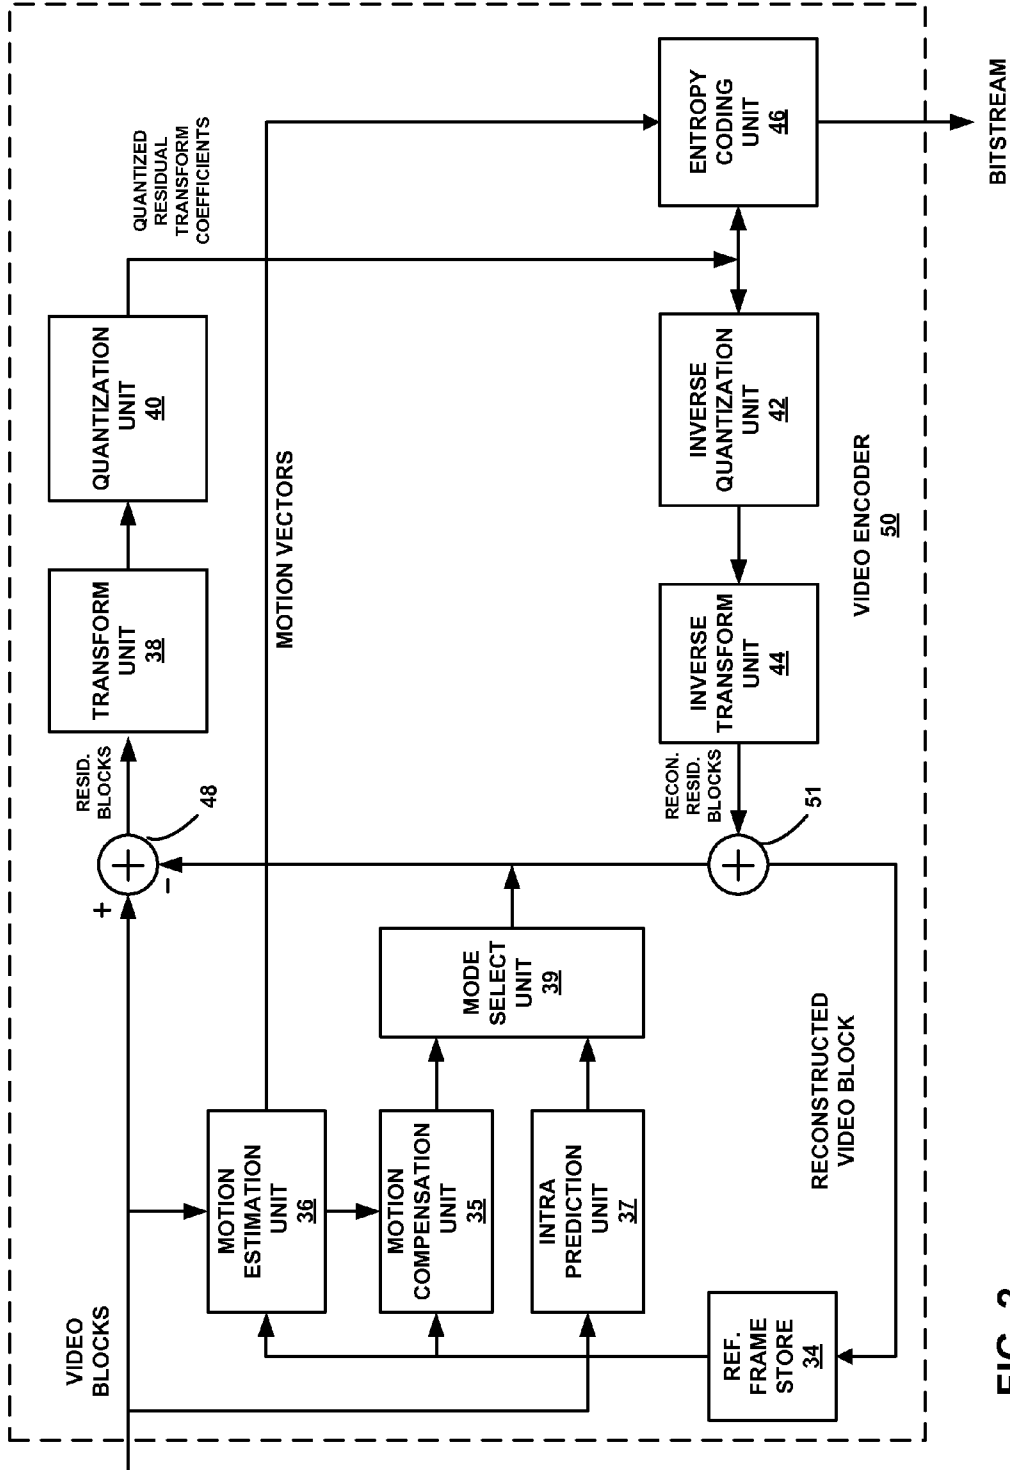 VIDEO
BLOCKS
+
-
48
RESID.
BLOCKS
TRANSFORM
UNIT
38
QUANTIZATION
UNIT
40
QUANTIZED
RESIDUAL
TRANSFORM
COEFFICIENTS
MOTION
ESTIMATION
UNIT
36
MOTION VECTORS
MOTION
COMPENSATION
UNIT
35
INTRA
PREDICTION
UNIT
37
MODE
SELECT
UNIT
39
REF.
FRAME
STORE
34
RECONSTRUCTED
VIDEO BLOCK
51
RECON.
RESID.
BLOCKS
INVERSE
TRANSFORM
UNIT
44
INVERSE
QUANTIZATION
UNIT
42
ENTROPY
CODING
UNIT
46
VIDEO ENCODER
50
BITSTREAM